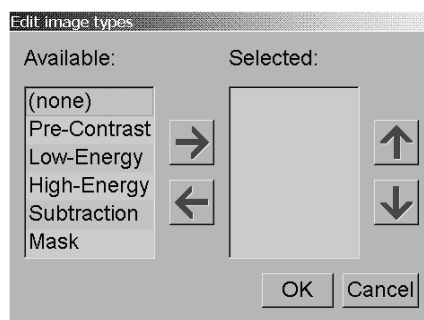 Edit image types
Available: Selected:
(none)
Pre-Contrast
Low-Energy
High-Energy
Subtraction
Mask
OK Cancel